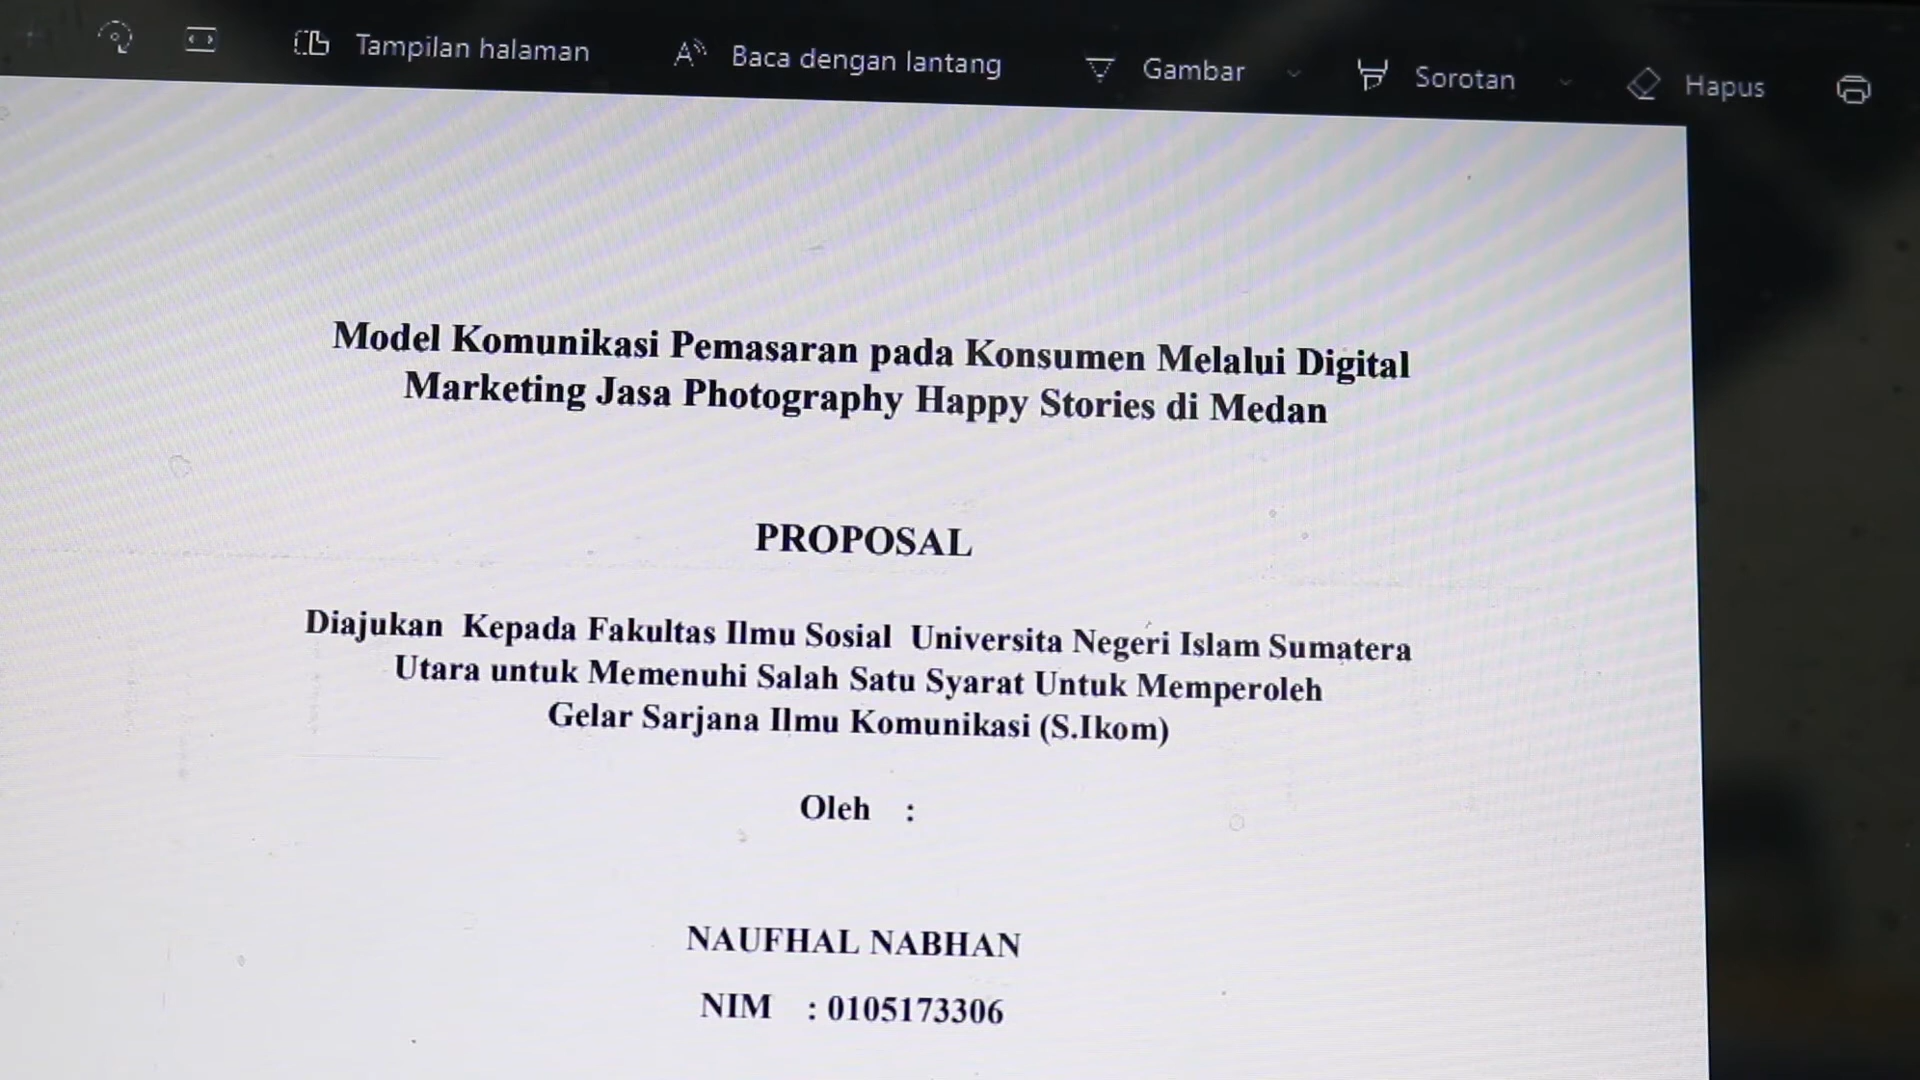 Tampilan halaman Baca dengan lantang Gambar Sorotan Hapus
Model Komunikasi Pemasaran pada Konsumen Melalui Digital
Marketing Jasa Photography Happy Stories di Medan
PROPOSAL
Diajukan Kepada Fakultas Ilmu Sosial Universita Negeri Islam Sumatera
Utara untuk Memenuhi Salah Satu Syarat Untuk Memperoleh
Gelar Sarjana Ilmu Komunikasi (S.Ikom)
Oleh :
NAUFHAL NABHAN
NIM : 0105173306